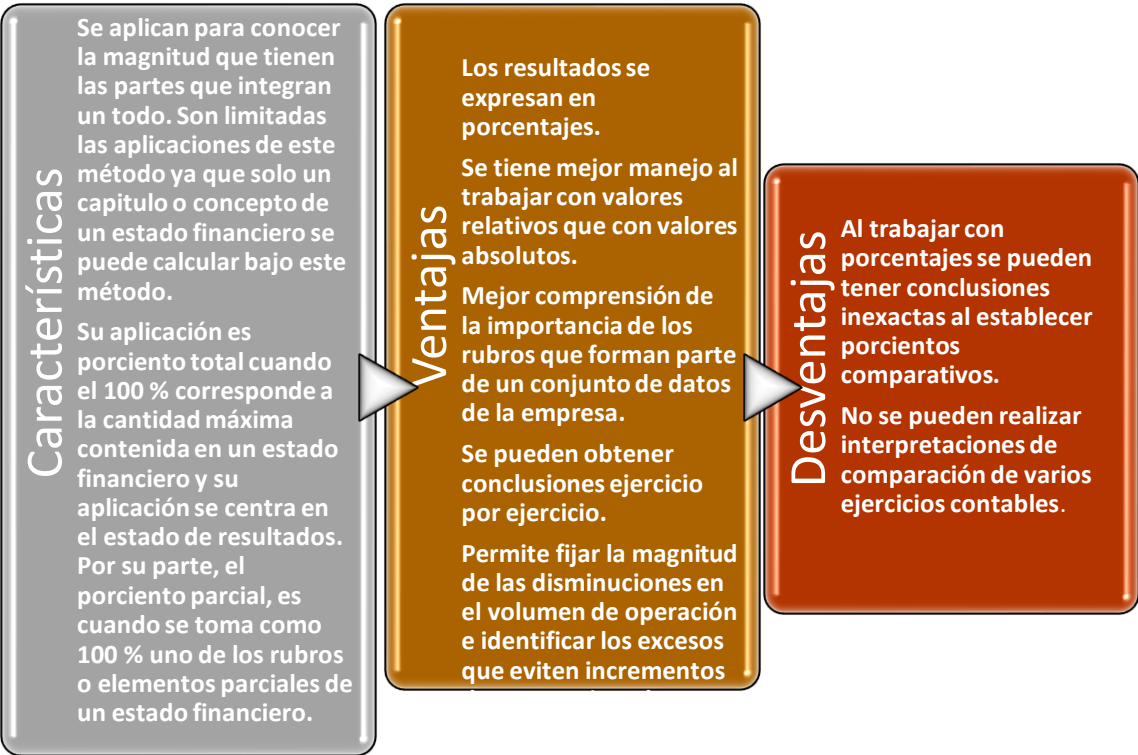 Características
Se aplican para conocer
la magnitud que tienen
las partes que integran
un todo. Son limitadas
las aplicaciones de este
método ya que solo un
capitulo o concepto de
un estado financiero se
puede calcular bajo este
método.
Su aplicación es
porciento total cuando
el 100 % corresponde a
la cantidad máxima
contenida en un estado
financiero y su
aplicación se centra en
el estado de resultados.
Por su parte, el
porciento parcial, es
cuando se toma como
100 % uno de los rubros
o elementos parciales de
un estado financiero.
Ventajas
Los resultados se
expresan en
porcentajes.
Se tiene mejor manejo al
trabajar con valores
relativos que con valores
absolutos.
Mejor comprensión de
la importancia de los
rubros que forman parte
de un conjunto de datos
de la empresa.
Se pueden obtener
conclusiones ejercicio
por ejercicio.
Permite fijar la magnitud
de las disminuciones en
el volumen de operación
e identificar los excesos
que eviten incrementos
Desventajas
Al trabajar con
porcentajes se pueden
tener conclusiones
inexactas al establecer
porcientos
comparativos.
No se pueden realizar
interpretaciones de
comparación de varios
ejercicios contables.